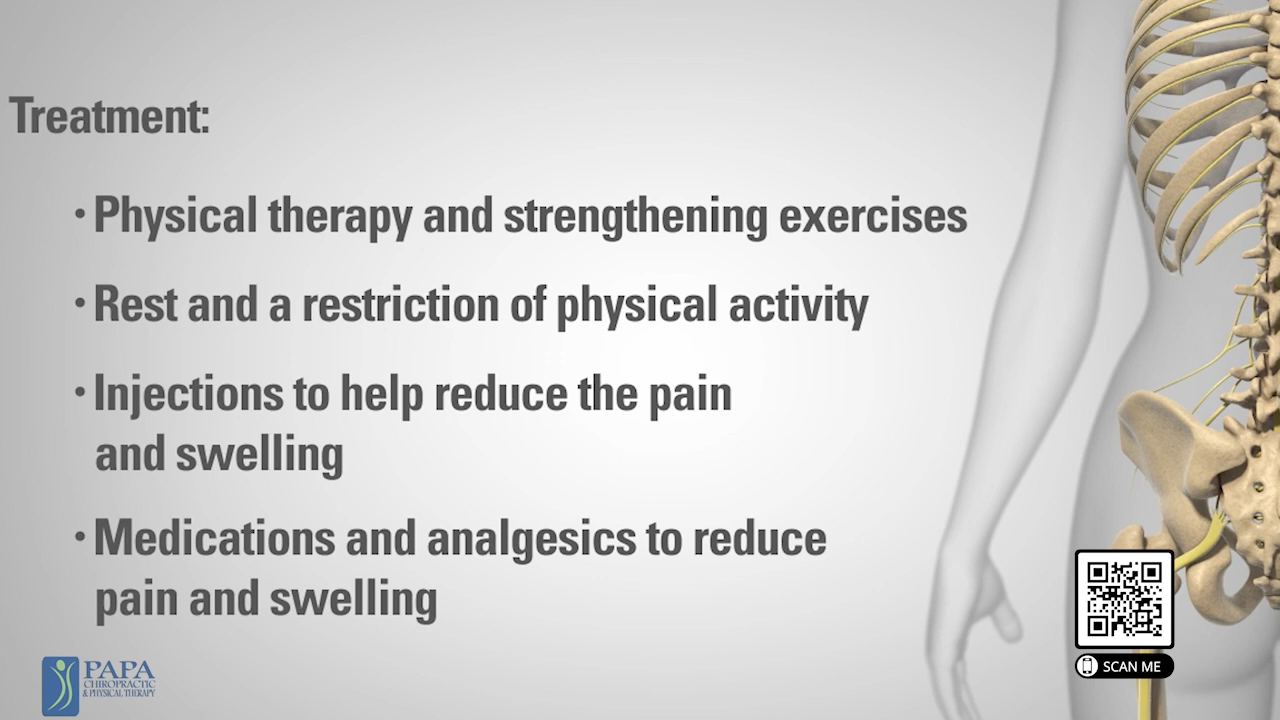 Treatment:
• Physical therapy and strengthening exercises
• Rest and a restriction of physical activity
• Injections to help reduce the pain
and swelling
• Medications and analgesics to reduce
pain and swelling
PAPA
CHIROPRACTIC
& PHYSICAL THERAPY
SCAN ME